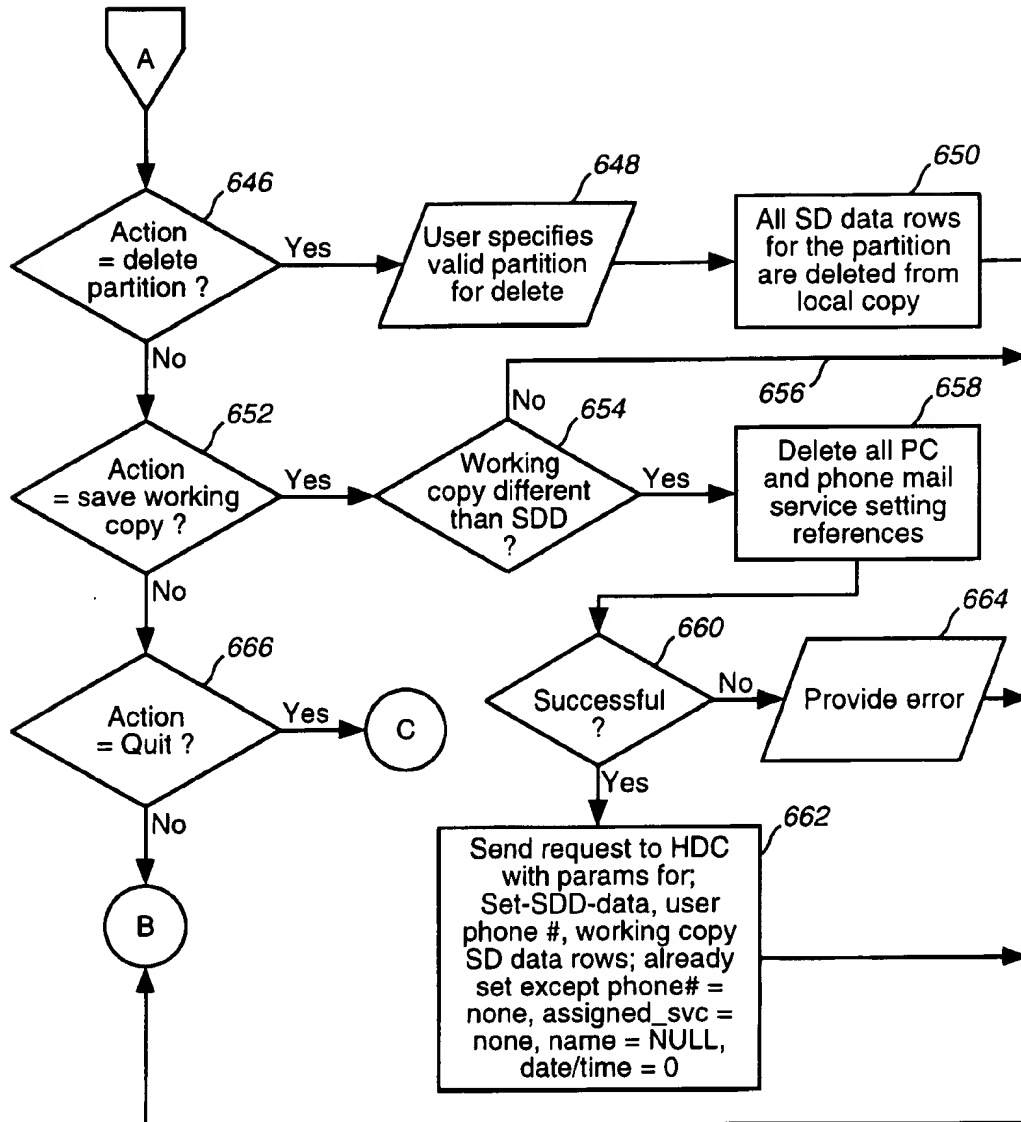 A
646
Action
= delete
partition ?
Yes
No
648
User specifies
valid partition
for delete
650
All SD data rows
for the partition
are deleted from
local copy
652
Action
= save working
copy ?
Yes
No
654
Working
copy different
than SDD
?
No
Yes
656
658
Delete all PC
and phone mail
service setting
references
660
Successful
?
No
Yes
664
Provide error
666
Action
= Quit ?
Yes
No
C
B
662
Send request to HDC
with params for;
Set-SDD-data, user
phone #, working copy
SD data rows; already
set except phone# =
none, assigned_svc =
none, name = NULL,
date/time = 0